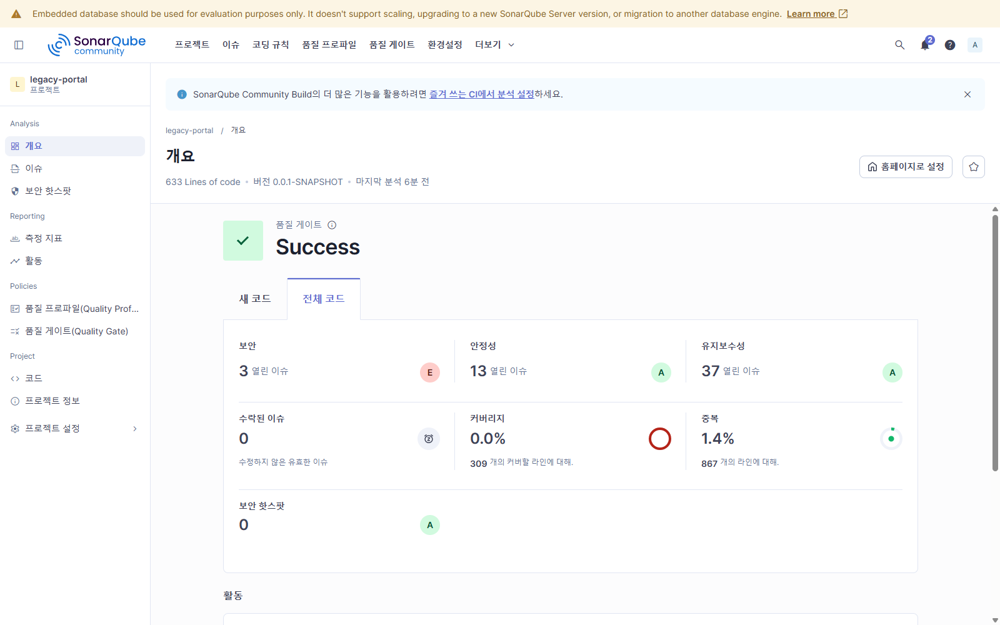 Embedded database should be used for evaluation purposes only. It doesn't support scaling, upgrading to a new SonarQube Server version, or migration to another database engine. Learn more
SonarQube community
프로젝트 이슈 코딩 규칙 품질 프로파일 품질 게이트 환경설정 더보기
2
A
L
legacy-portal
프로젝트
Analysis
개요
이슈
보안 핫스팟
Reporting
측정 지표
활동
Policies
품질 프로파일(Quality Prof...
품질 게이트(Quality Gate)
Project
코드
프로젝트 정보
프로젝트 설정
SonarQube Community Build의 더 많은 기능을 활용하려면 즐겨 쓰는 CI에서 분석 설정하세요.
legacy-portal / 개요
개요
홈페이지로 설정
633 Lines of code • 버전 0.0.1-SNAPSHOT • 마지막 분석 6분 전
품질 게이트
Success
새 코드
전체 코드
보안
3 열린 이슈
E
안정성
13 열린 이슈
A
유지보수성
37 열린 이슈
A
수락된 이슈
0
수정하지 않은 유효한 이슈
커버리지
0.0%
309 개의 커버할 라인에 대해.
중복
1.4%
867 개의 라인에 대해.
보안 핫스팟
0
A
활동